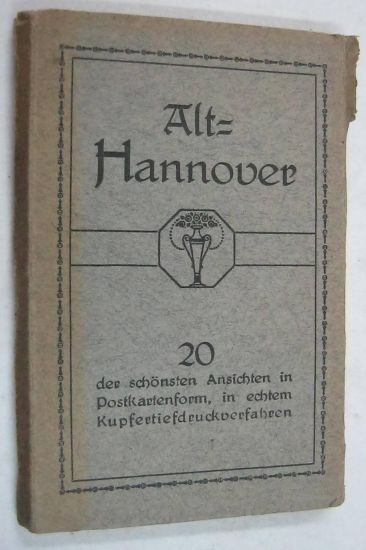 Alt=
Hannover
20
der schönsten Ansichten in
Postkartenform, in echtem
Kupfertiefdruckverfahren